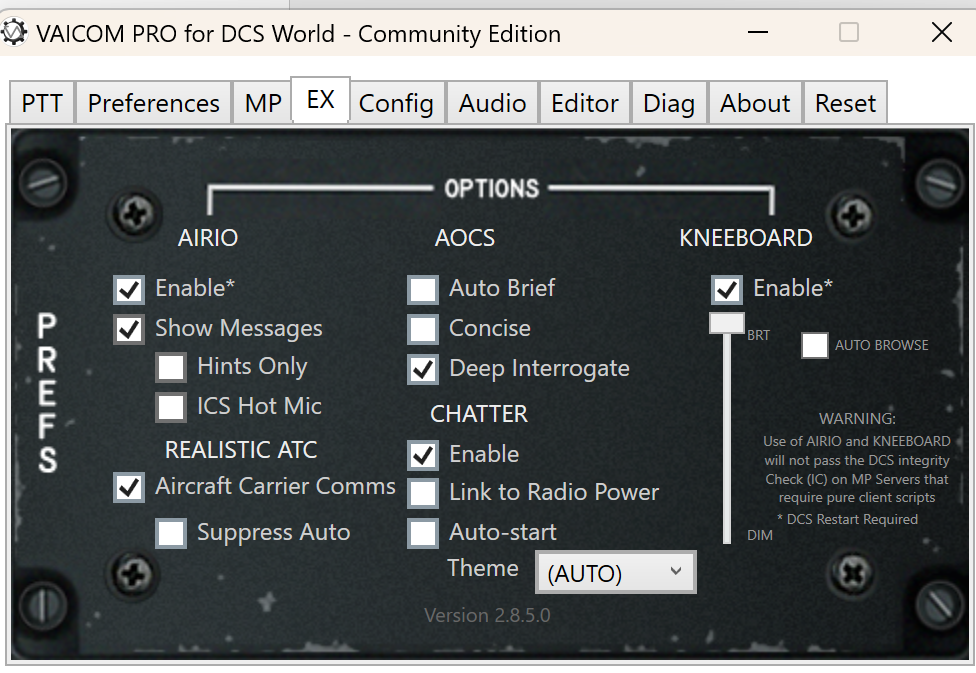 VAICOM PRO for DCS World - Community Edition
PTT Preferences MP EX Config Audio Editor Diag About Reset
OPTIONS
AIRIO
Enable*
Show Messages
Hints Only
ICS Hot Mic
REALISTIC ATC
Aircraft Carrier Comms
Suppress Auto
AOCS
Auto Brief
Concise
Deep Interrogate
CHATTER
Enable
Link to Radio Power
Auto-start
Theme (AUTO)
KNEEBOARD
Enable*
BRT
AUTO BROWSE
WARNING:
Use of AIRIO and KNEEBOARD
will not pass the DCS integrity
Check (IC) on MP Servers that
require pure client scripts
* DCS Restart Required
DIM
PREFS
Version 2.8.5.0